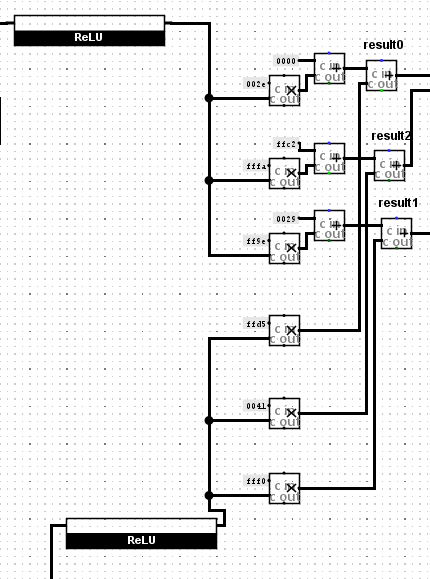 ReLU
result0
0000
c in
+
c out
c in
+
c out
002e
c in
×
c out
result2
ffc2
c in
+
c out
c in
+
c out
fffa
c in
×
c out
result1
0029
c in
+
c out
c in
+
c out
ff9e
c in
×
c out
ffd5
c in
×
c out
0041
c in
×
c out
fff0
c in
×
c out
ReLU